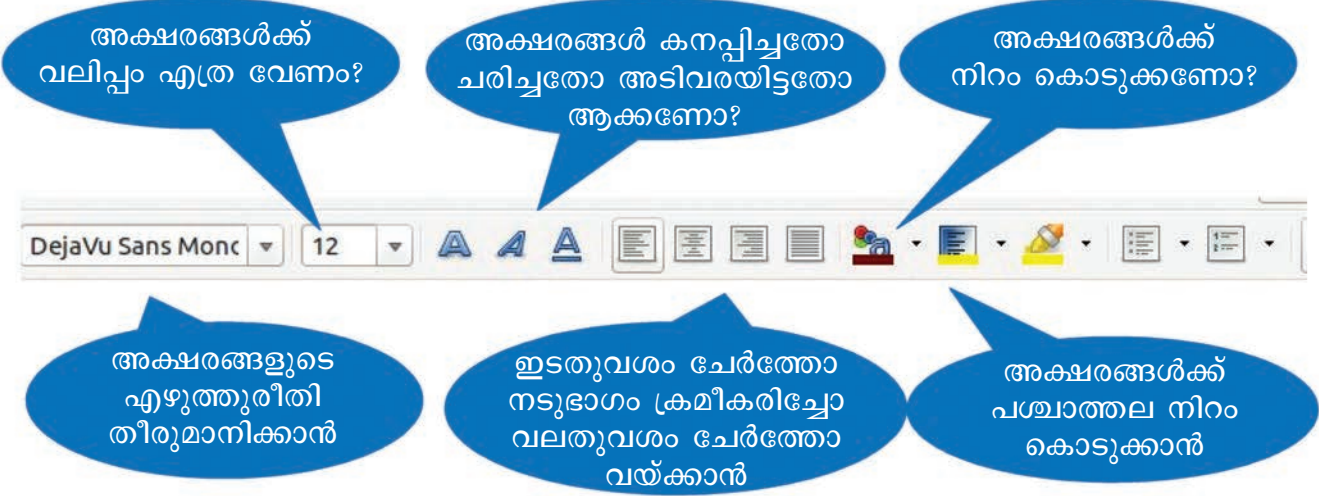 അക്ഷരങ്ങൾക്ക്
വലിപ്പം എത്ര വേണം?
അക്ഷരങ്ങൾ കനപ്പിച്ചതോ
ചരിച്ചതോ അടിവരയിട്ടതോ
ആക്കണോ?
അക്ഷരങ്ങൾക്ക്
നിറം കൊടുക്കണോ?
DejaVu Sans Mono 12
അക്ഷരങ്ങളുടെ
എഴുത്തുരീതി
തീരുമാനിക്കാൻ
ഇടതുവശം ചേർത്തോ
നടുഭാഗം ക്രമീകരിച്ചോ
വലതുവശം ചേർത്തോ
വയ്ക്കാൻ
അക്ഷരങ്ങൾക്ക്
പശ്ചാത്തല നിറം
കൊടുക്കാൻ